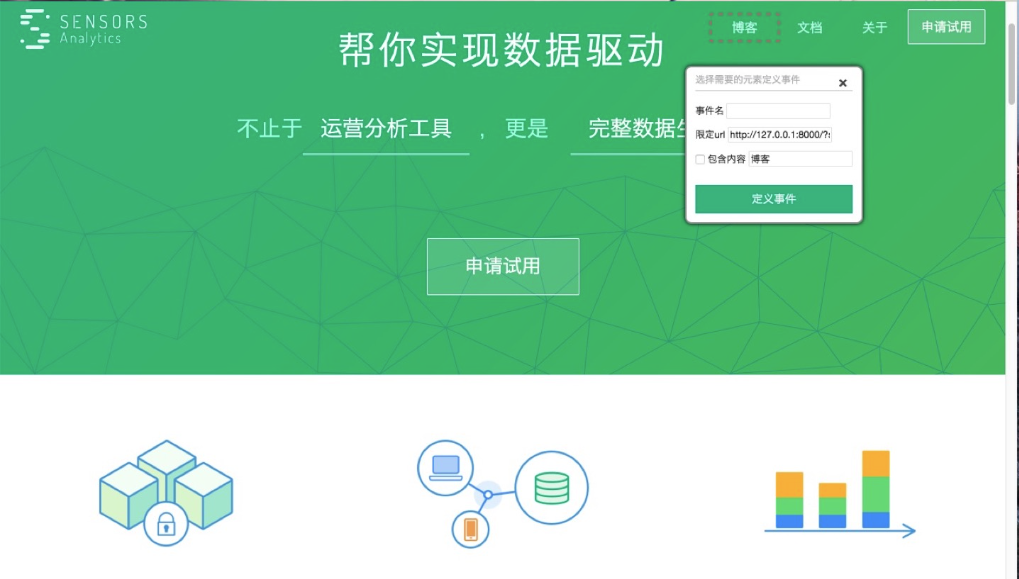 SENSORS
Analytics
博客 文档 关于 申请试用
帮你实现数据驱动
不止于 运营分析工具 ， 更是 完整数据
选择需要的元素定义事件
事件名
限定url http://127.0.0.1:8000/?
包含内容 博客
定义事件
申请试用